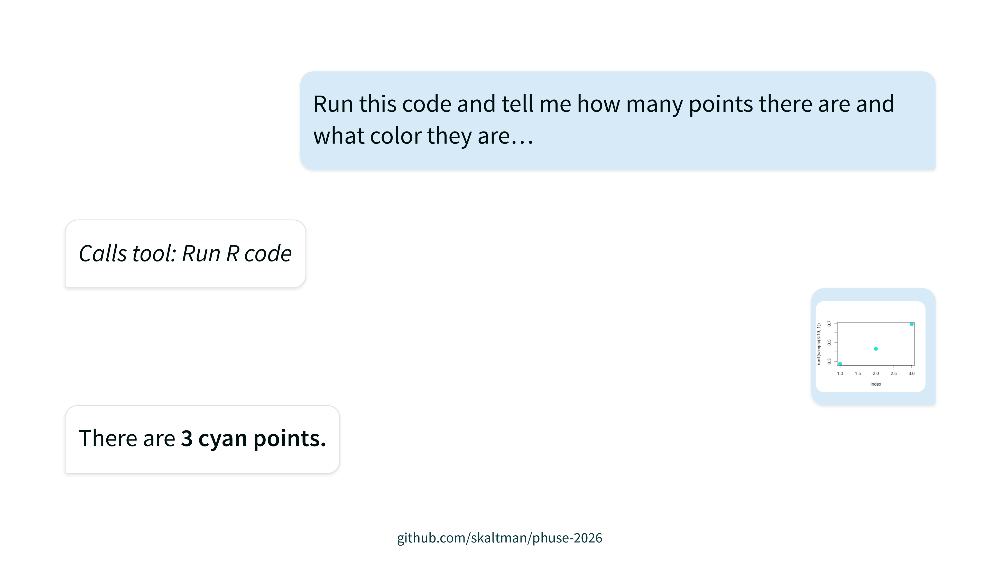 Run this code and tell me how many points there are and
what color they are…
Calls tool: Run R code
runif(sample(3:10, 1))
0.7
0.5
0.3
1.0 1.5 2.0 2.5 3.0
Index
There are 3 cyan points.
github.com/skaltman/phuse-2026